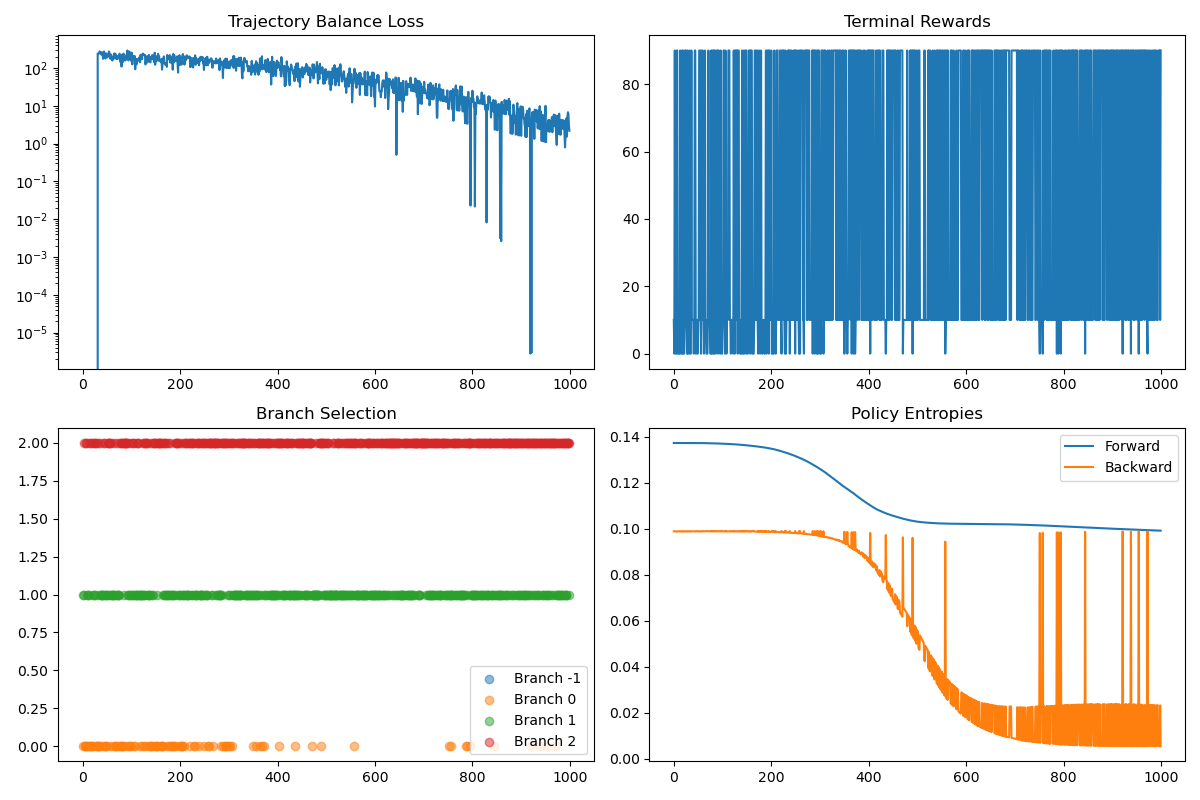 Trajectory Balance Loss
10²
10¹
10⁰
10⁻¹
10⁻²
10⁻³
10⁻⁴
10⁻⁵
0 200 400 600 800 1000
Terminal Rewards
80
60
40
20
0
0 200 400 600 800 1000
Branch Selection
2.00
1.75
1.50
1.25
1.00
0.75
0.50
0.25
0.00
Branch -1
Branch 0
Branch 1
Branch 2
0 200 400 600 800 1000
Policy Entropies
0.14
0.12
0.10
0.08
0.06
0.04
0.02
0.00
Forward
Backward
0 200 400 600 800 1000